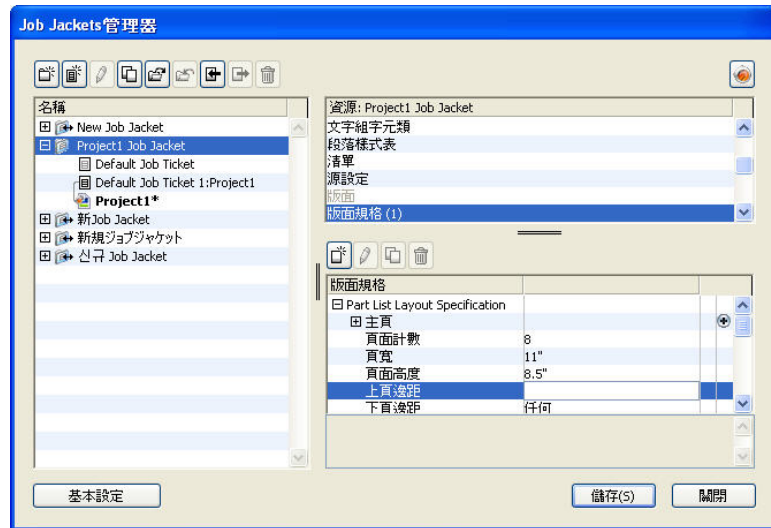 Job Jackets管理器
名稱
New Job Jacket
Project1 Job Jacket
Default Job Ticket
Default Job Ticket 1:Project1
Project1*
新Job Jacket
新規ジョブジャケット
신규 Job Jacket
資源: Project1 Job Jacket
文字組字元類
段落樣式表
清單
源設定
版面
版面規格 (1)
版面規格
Part List Layout Specification
主頁
頁面計數 8
頁寬 11"
頁面高度 8.5"
上頁邊距
下頁邊距 任何
基本設定
儲存(S)
關閉